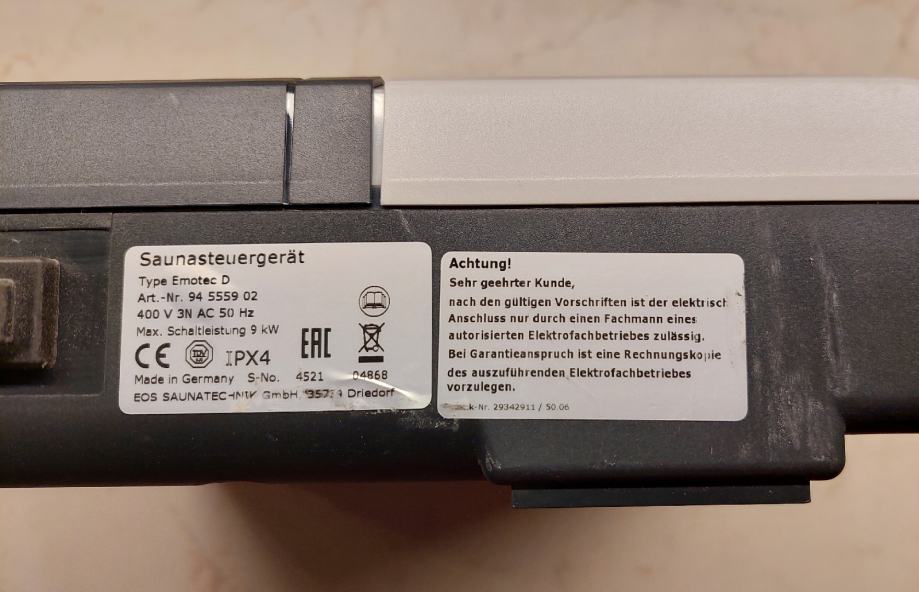 Saunasteuergerät
Type Emotec D
Art.-Nr. 94 5559 02
400 V 3N AC 50 Hz
Max. Schaltleistung 9 kW
CE IPX4 EAC
Made in Germany S-No. 4521 04868
EOS SAUNATECHNIK GmbH, Driedorf
Achtung!
Sehr geehrter Kunde,
nach den gültigen Vorschriften ist der elektrisch
Anschluss nur durch einen Fachmann eines
autorisierten Elektrofachbetriebes zulässig.
Bei Garantieanspruch ist eine Rechnungskopie
des auszuführenden Elektrofachbetriebes
vorzulegen.
29342911 / 50.06